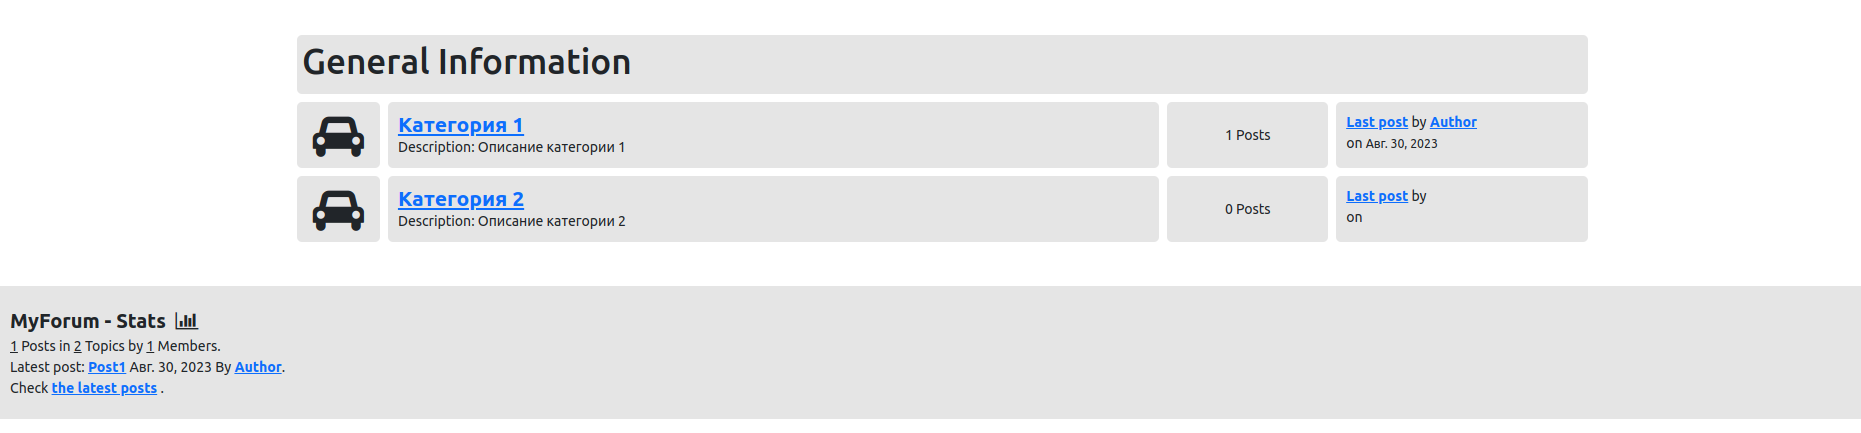 General Information
Категория 1
Description: Описание категории 1
1 Posts
Last post by Author
on Авг. 30, 2023
Категория 2
Description: Описание категории 2
0 Posts
Last post by
on
MyForum - Stats
1 Posts in 2 Topics by 1 Members.
Latest post: Post1 Авг. 30, 2023 By Author.
Check the latest posts .